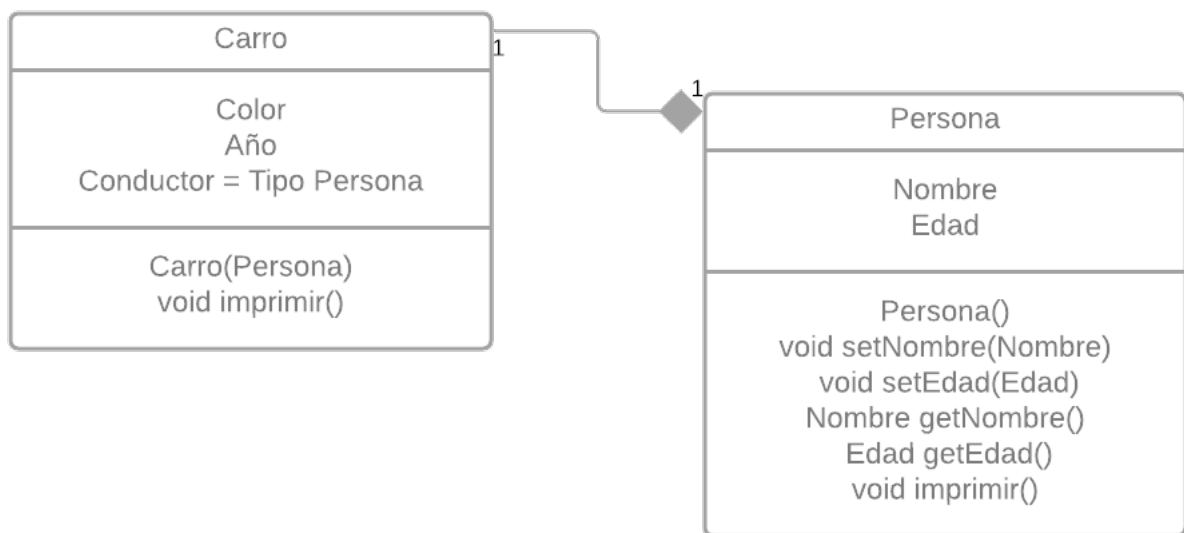 Carro
Color
Año
Conductor = Tipo Persona
Carro(Persona)
void imprimir()
1
1
Persona
Nombre
Edad
Persona()
void setNombre(Nombre)
void setEdad(Edad)
Nombre getNombre()
Edad getEdad()
void imprimir()